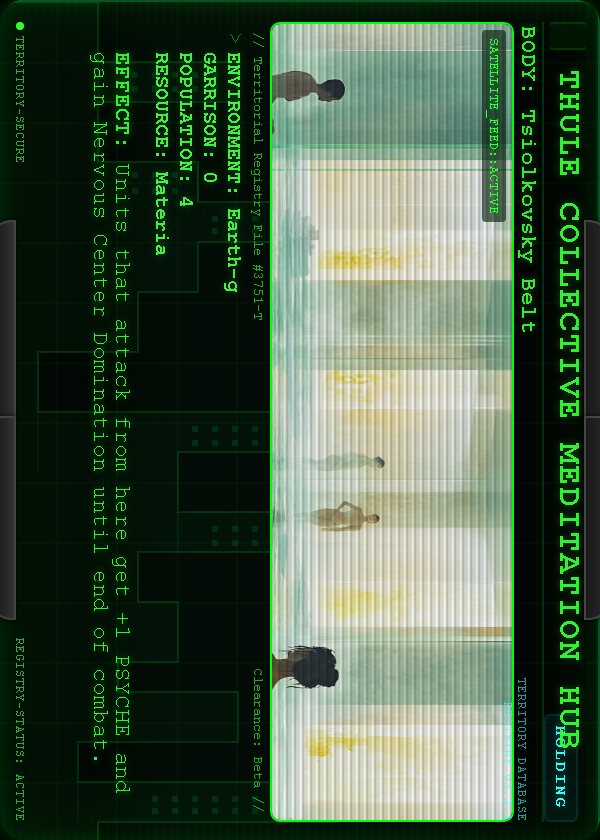 THULE COLLECTIVE MEDITATION HUB
HOLDING
BODY: Tsiolkovsky Belt
TERRITORY DATABASE
SATELLITE_FEED::ACTIVE
// Territorial Registry File #3751-T
Clearance: Beta //
> ENVIRONMENT: Earth-g
GARRISON: 0
POPULATION: 4
RESOURCE: Materia
EFFECT: Units that attack from here get +1 PSYCHE and
gain Nervous Center Domination until end of combat.
TERRITORY-SECURE
REGISTRY-STATUS: ACTIVE